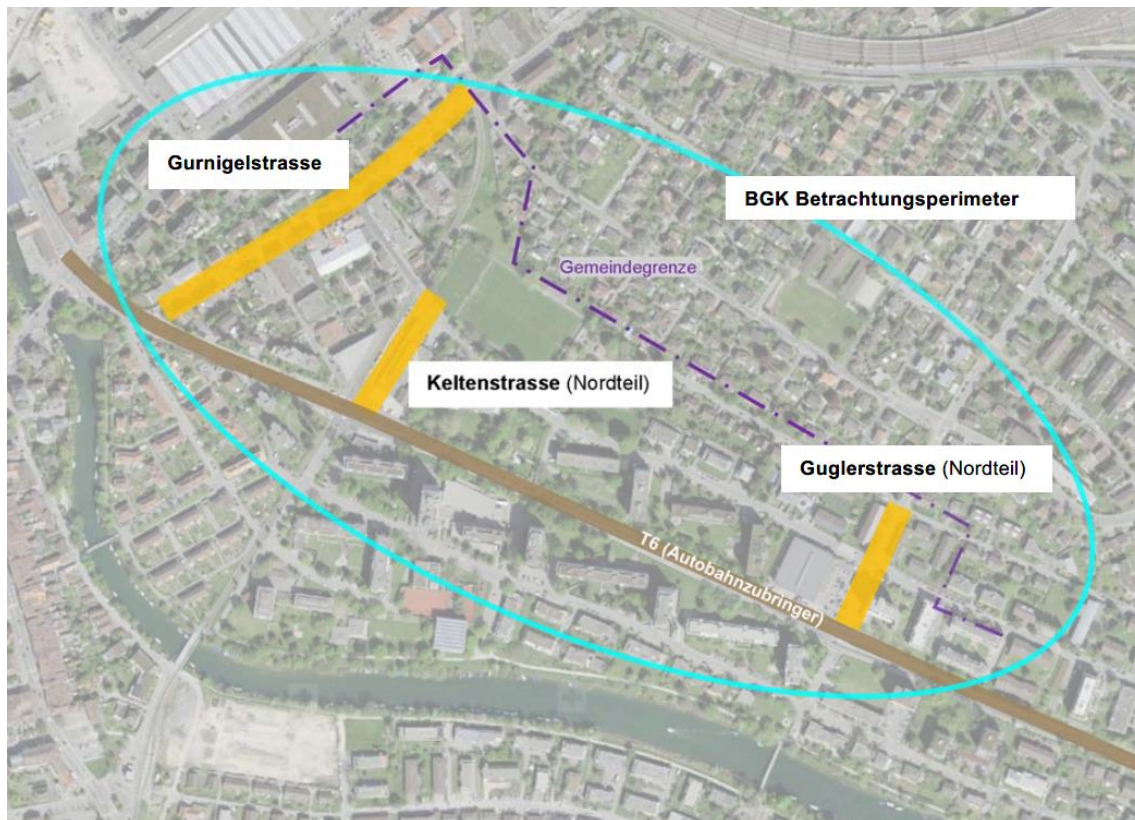 Gurnigelstrasse
BGK Betrachtungsperimeter
Gemeindegrenze
Keltenstrasse (Nordteil)
Guglerstrasse (Nordteil)
T6 (Autobahnzubringer)